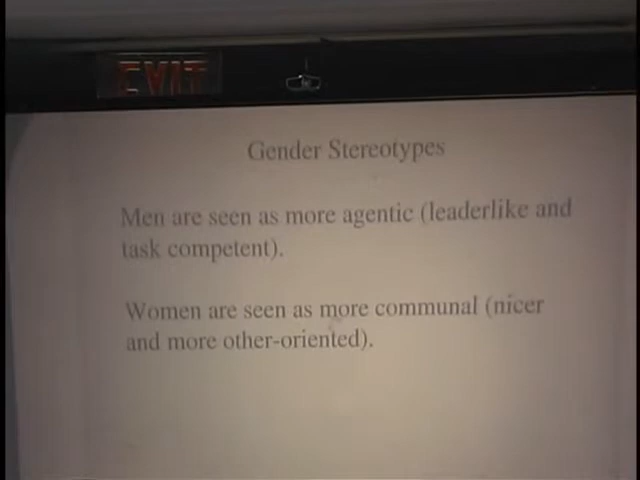 EXIT
Gender Stereotypes
Men are seen as more agentic (leaderlike and
task competent).
Women are seen as more communal (nicer
and more other-oriented).